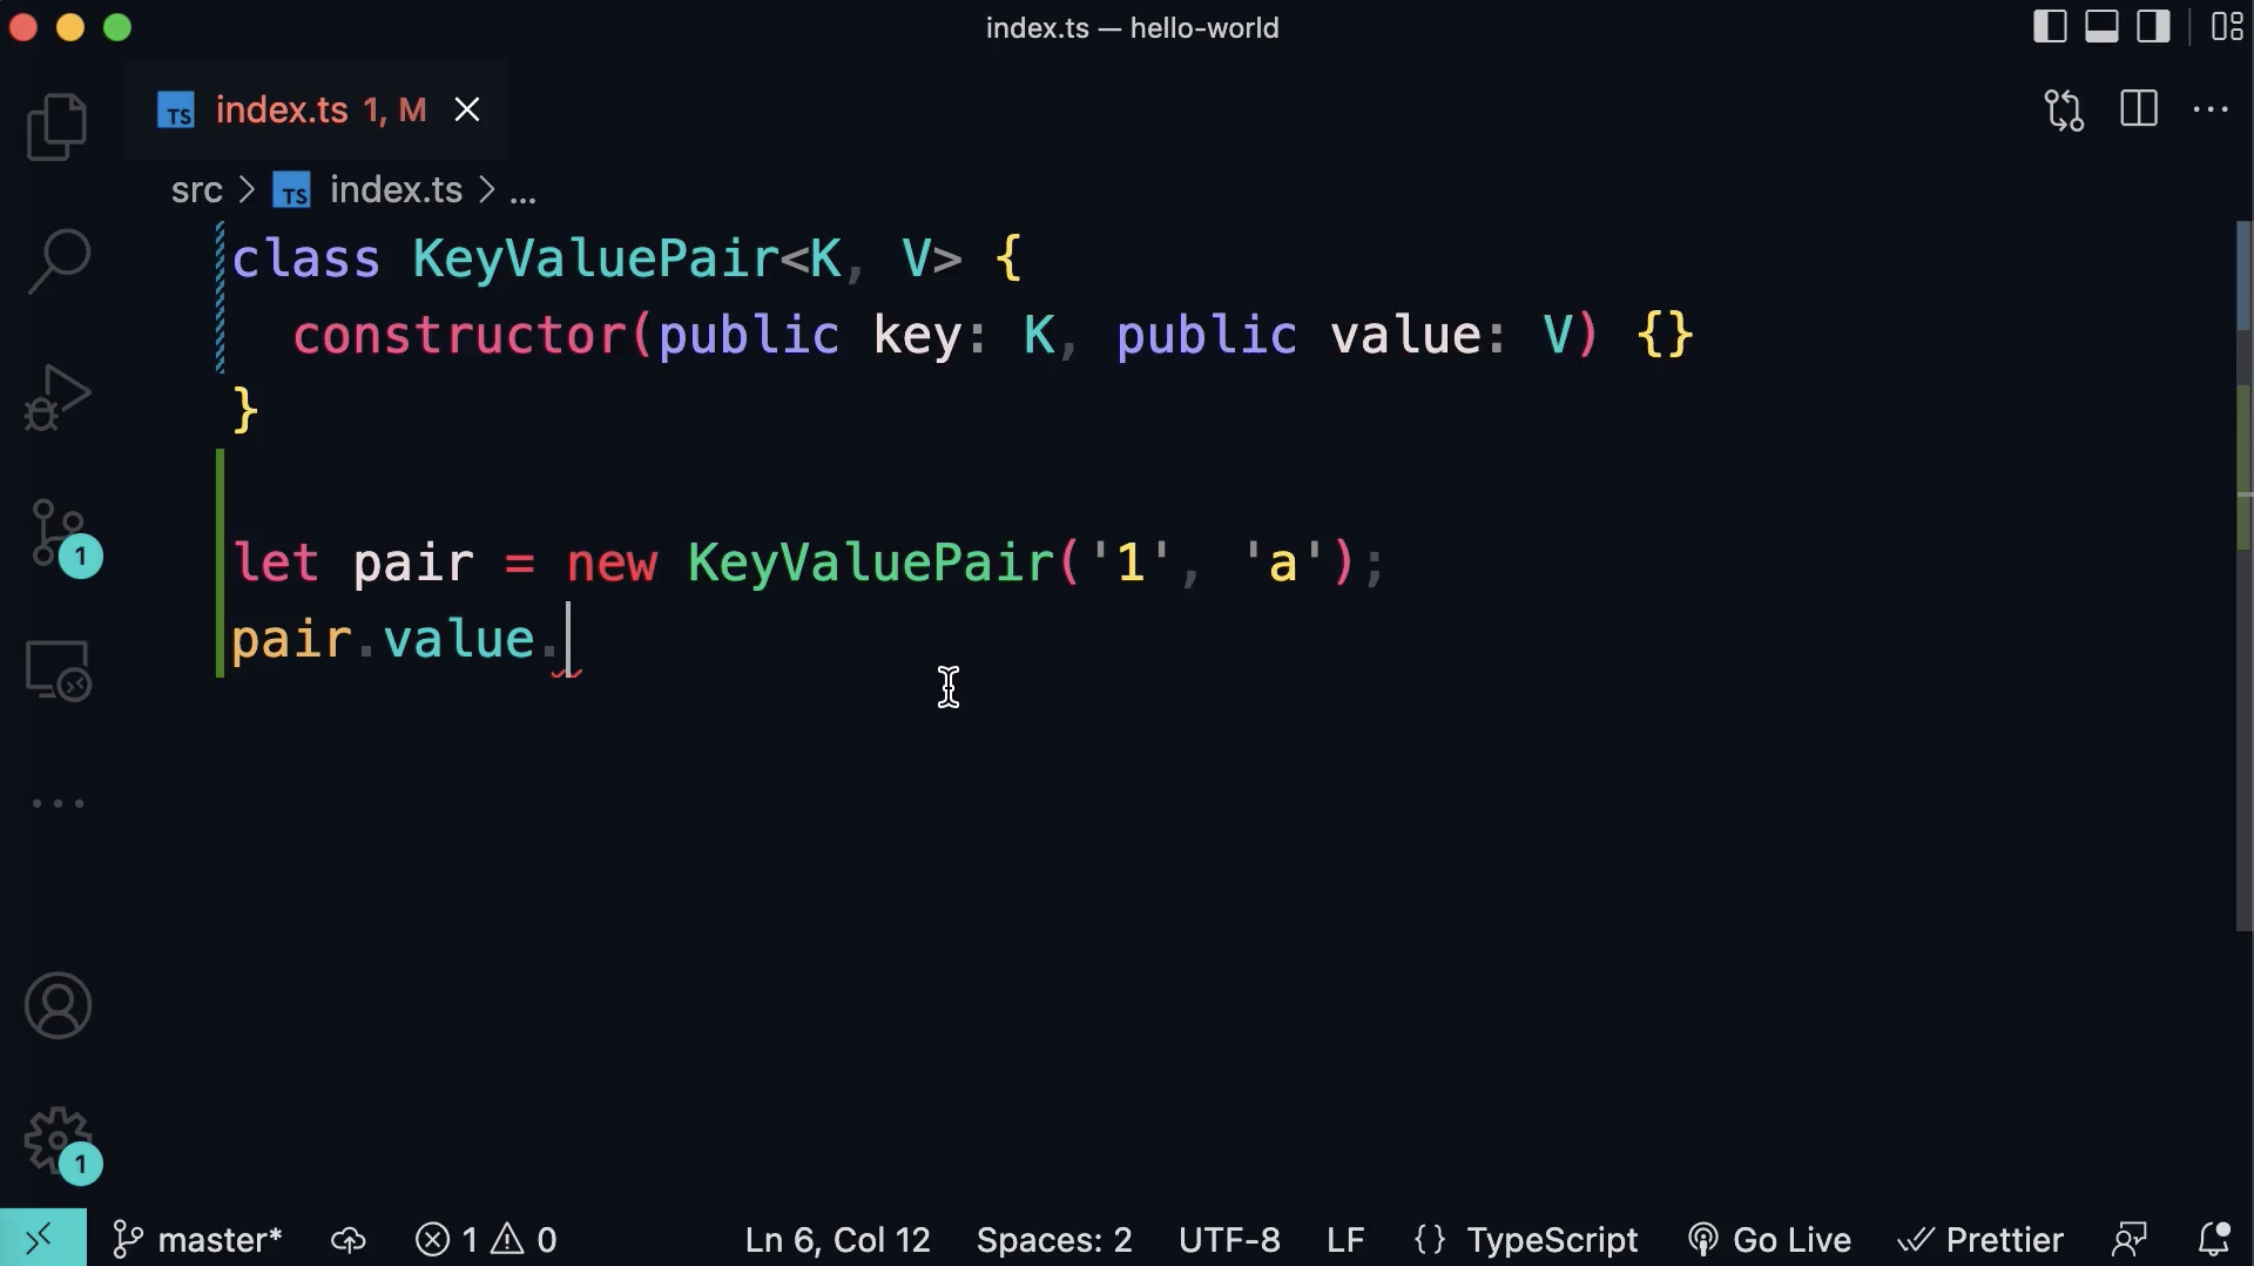 index.ts — hello-world
TS index.ts 1, M
src > TS index.ts > ...
class KeyValuePair<K, V> {
  constructor(public key: K, public value: V) {}
}
let pair = new KeyValuePair('1', 'a');
pair.value.
1
1
master* 1 0 Ln 6, Col 12 Spaces: 2 UTF-8 LF {} TypeScript Go Live Prettier